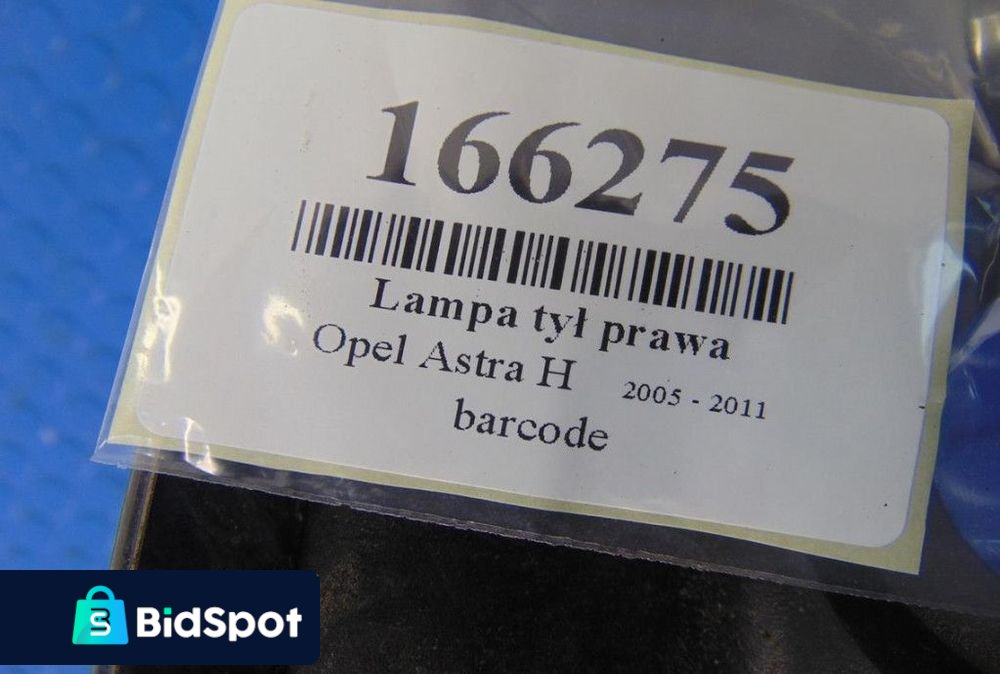 166275
Lampa tył prawa
Opel Astra H 2005 - 2011
barcode
BidSpot